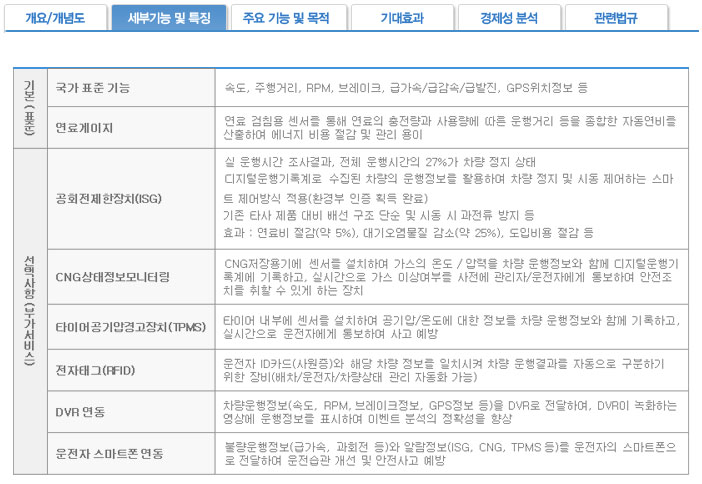 개요/개념도
세부기능 및 특징
주요 기능 및 목적
기대효과
경제성 분석
관련법규
기본(표준)
국가 표준 기능
속도, 주행거리, RPM, 브레이크, 급가속/급감속/급발진, GPS위치정보 등
연료게이지
연료 검침용 센서를 통해 연료의 충전량과 사용량에 따른 운행거리 등을 종합한 자동연비를
산출하여 에너지 비용 절감 및 관리 용이
선택사항(부가서비스)
공회전제한장치(ISG)
실 운행시간 조사결과, 전체 운행시간의 27%가 차량 정지 상태
디지털운행기록계로 수집된 차량의 운행정보를 활용하여 차량 정지 및 시동 제어하는 스마
트 제어방식 적용(환경부 인증 획득 완료)
기존 타사 제품 대비 배선 구조 단순 및 시동 시 과전류 방지 등
효과 : 연료비 절감(약 5%), 대기오염물질 감소(약 25%), 도입비용 절감 등
CNG상태정보모니터링
CNG저장용기에 센서를 설치하여 가스의 온도 / 압력을 차량 운행정보와 함께 디지털운행기
록계에 기록하고, 실시간으로 가스 이상여부를 사전에 관리자/운전자에게 통보하여 안전조
치를 취할 수 있게 하는 장치
타이어공기압경고장치(TPMS)
타이어 내부에 센서를 설치하여 공기압/온도에 대한 정보를 차량 운행정보와 함께 기록하고,
실시간으로 운전자에게 통보하여 사고 예방
전자태그(RFID)
운전자 ID카드(사원증)와 해당 차량 정보를 일치시켜 차량 운행결과를 자동으로 구분하기
위한 장비(배차/운전자/차량상태 관리 자동화 가능)
DVR 연동
차량운행정보(속도, RPM, 브레이크정보, GPS정보 등)을 DVR로 전달하여, DVR이 녹화하는
영상에 운행정보를 표시하여 이벤트 분석의 정확성을 향상
운전자 스마트폰 연동
불량운행정보(급가속, 과회전 등)와 알람정보(ISG, CNG, TPMS 등)를 운전자의 스마트폰으
로 전달하여 운전습관 개선 및 안전사고 예방